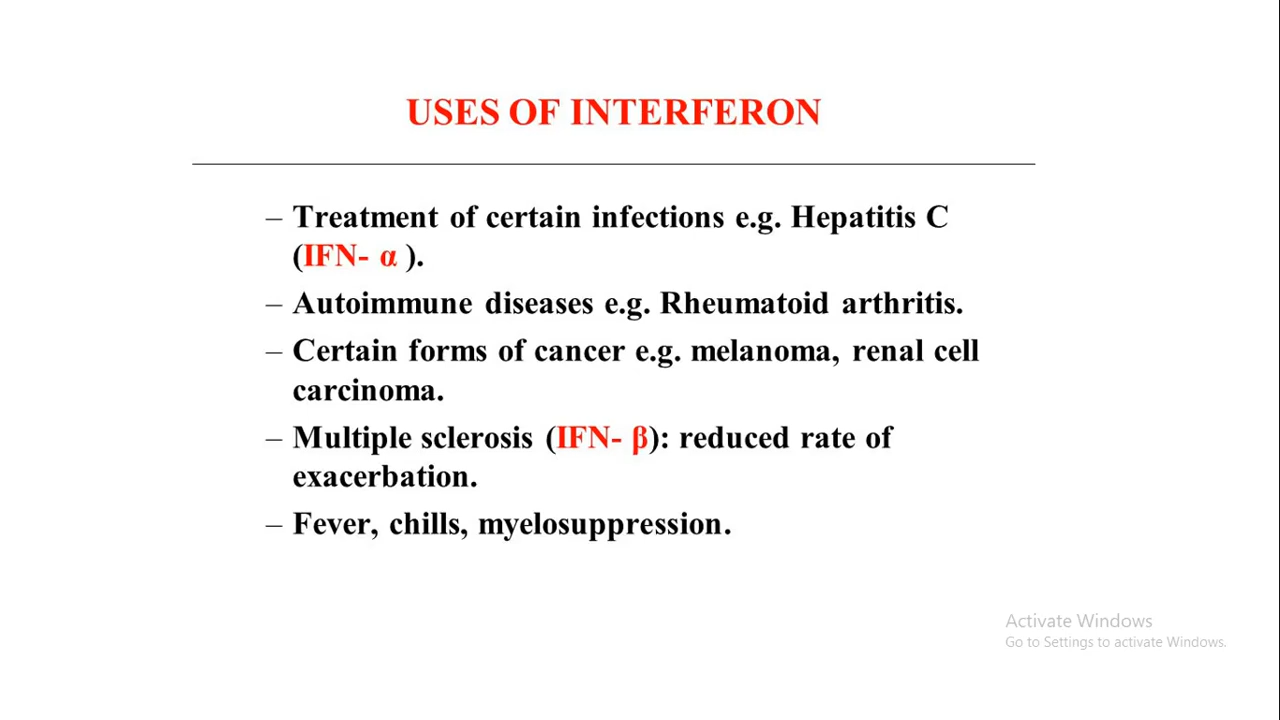 USES OF INTERFERON
– Treatment of certain infections e.g. Hepatitis C
(IFN- α ).
– Autoimmune diseases e.g. Rheumatoid arthritis.
– Certain forms of cancer e.g. melanoma, renal cell
carcinoma.
– Multiple sclerosis (IFN- β): reduced rate of
exacerbation.
– Fever, chills, myelosuppression.
Activate Windows
Go to Settings to activate Windows.